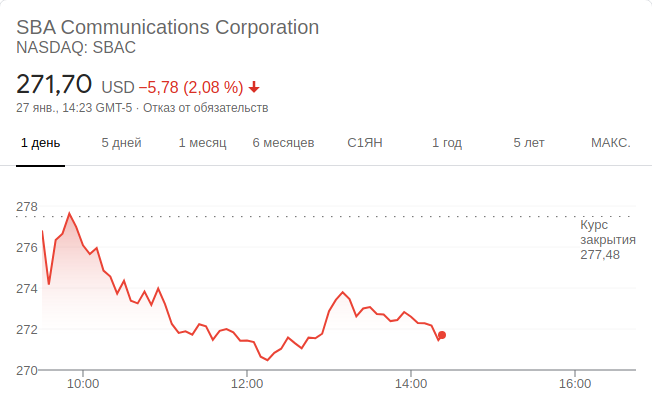 SBA Communications Corporation
NASDAQ: SBAC
271,70 USD −5,78 (2,08 %)
27 янв., 14:23 GMT-5 · Отказ от обязательств
1 день 5 дней 1 месяц 6 месяцев С1ЯН 1 год 5 лет МАКС.
278
Курс
закрытия
277,48
276
274
272
270
10:00 12:00 14:00 16:00